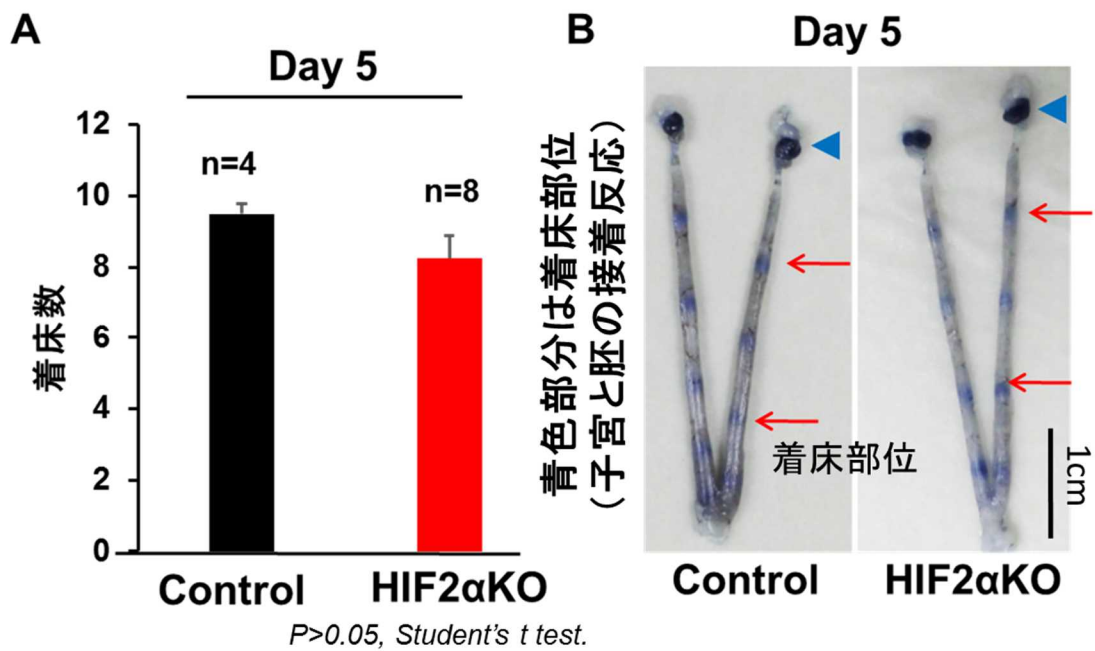 A
Day 5
12
10
8
6
4
2
0
着床数
n=4
n=8
Control
HIF2αKO
P>0.05, Student's t test.
B
Day 5
青色部分は着床部位
（子宮と胚の接着反応）
着床部位
1cm
Control
HIF2αKO